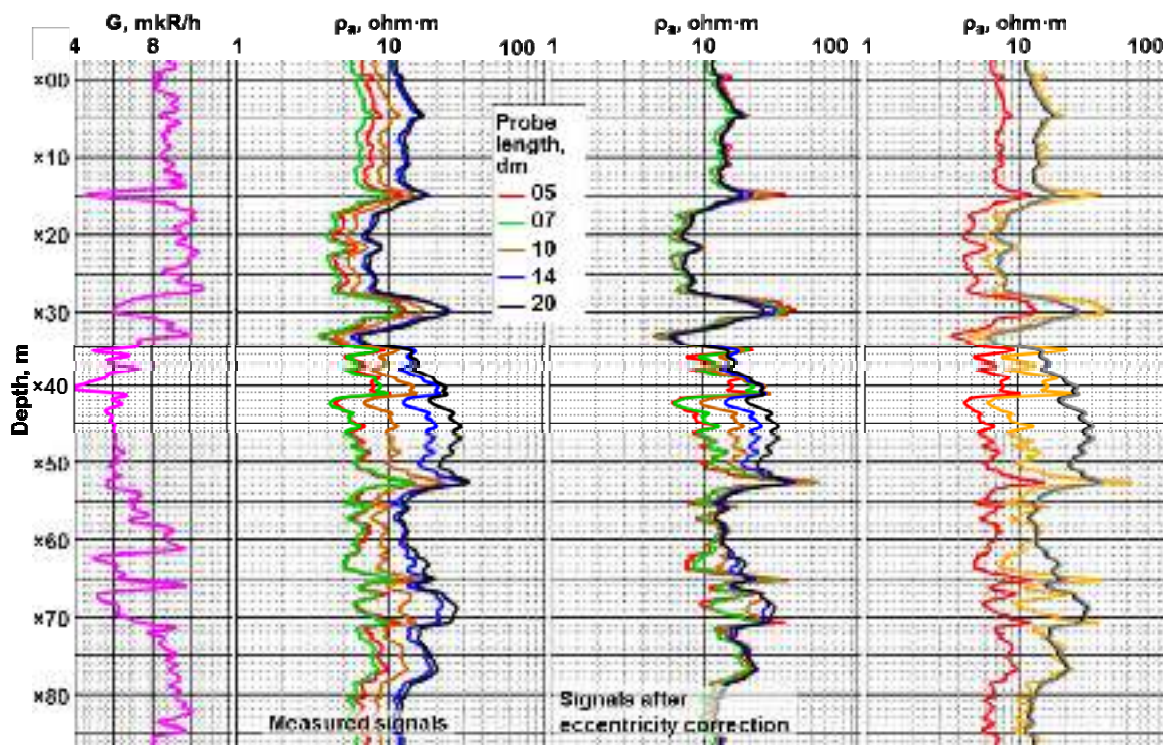 G, mkR/h ρa, ohm·m ρa, ohm·m ρa, ohm·m
4 8 1 10 100 1 10 100 1 10 100
×00
Probe
length,
dm
×10
05
07
×20
10
14
20
×30
Depth, m
×40
×50
×60
×70
×80
Measured signals
Signals after
eccentricity correction